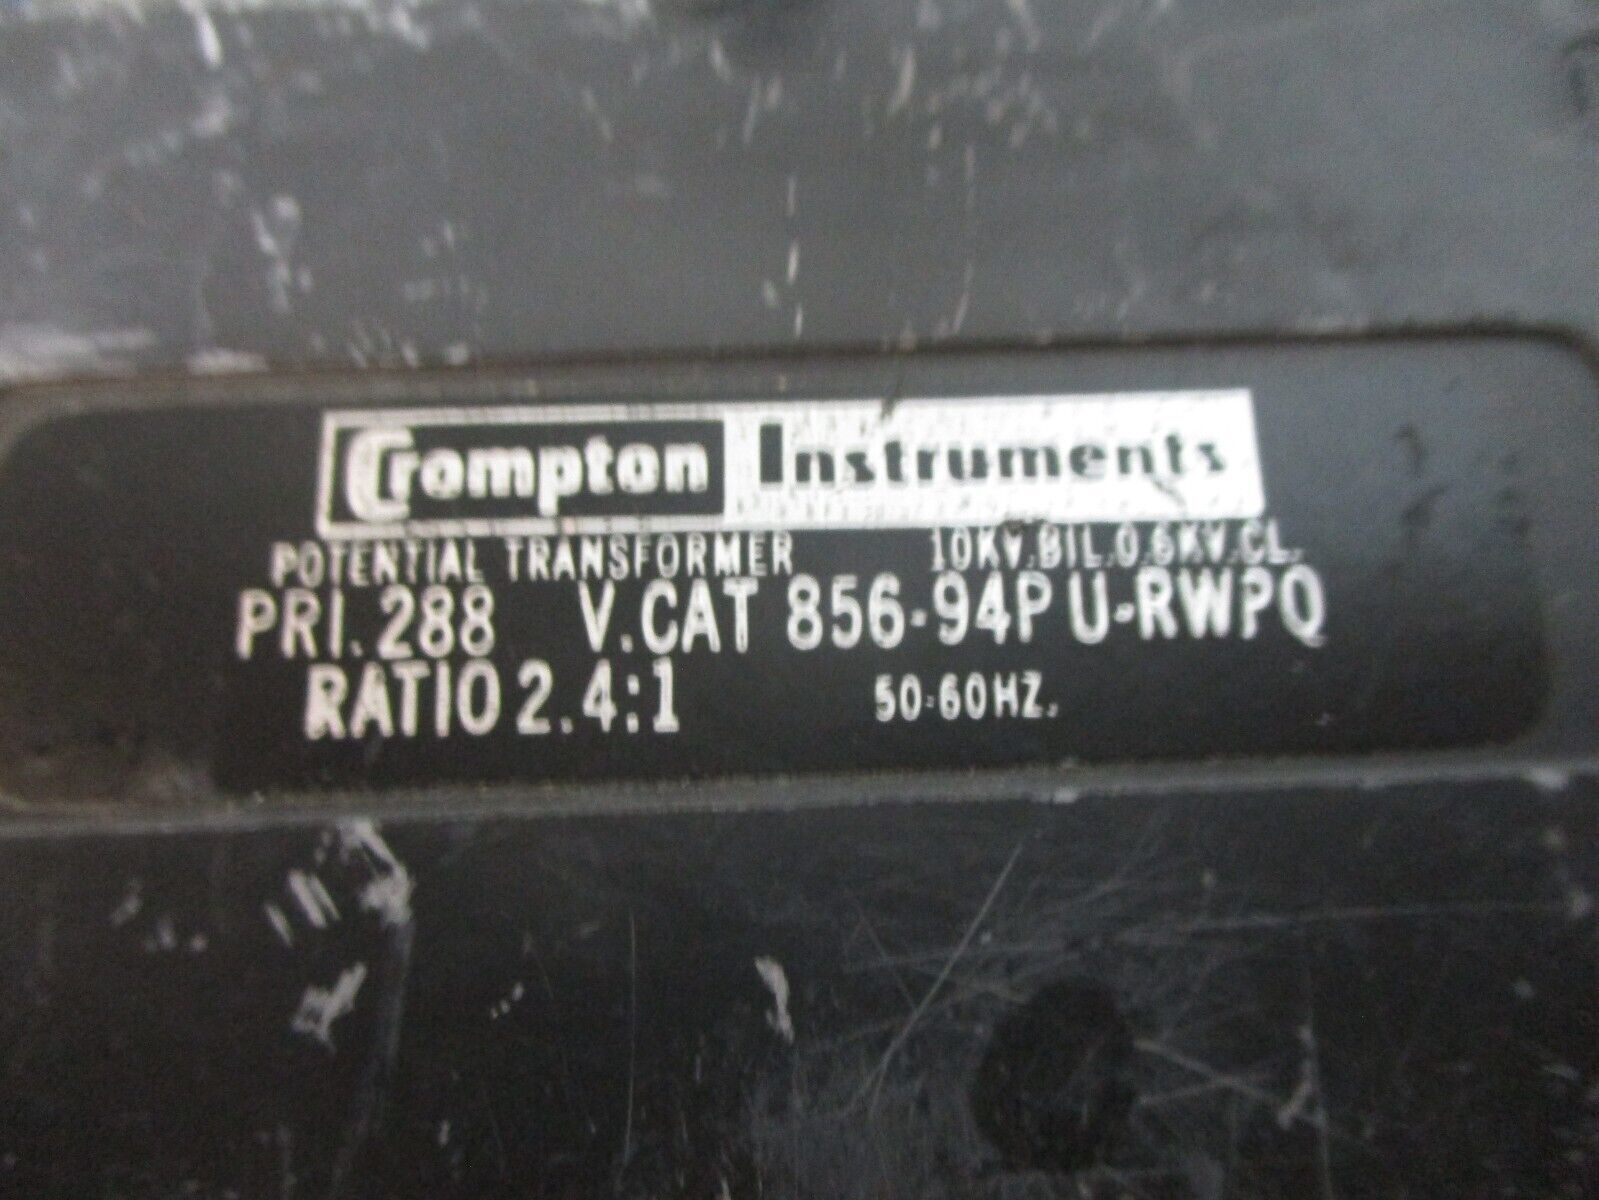 Crompton Instruments
POTENTIAL TRANSFORMER 10KV.BIL.0.6KV.CL.
PRI.288 V.CAT 856-94PU-RWPQ
RATIO 2.4:1 50-60HZ.